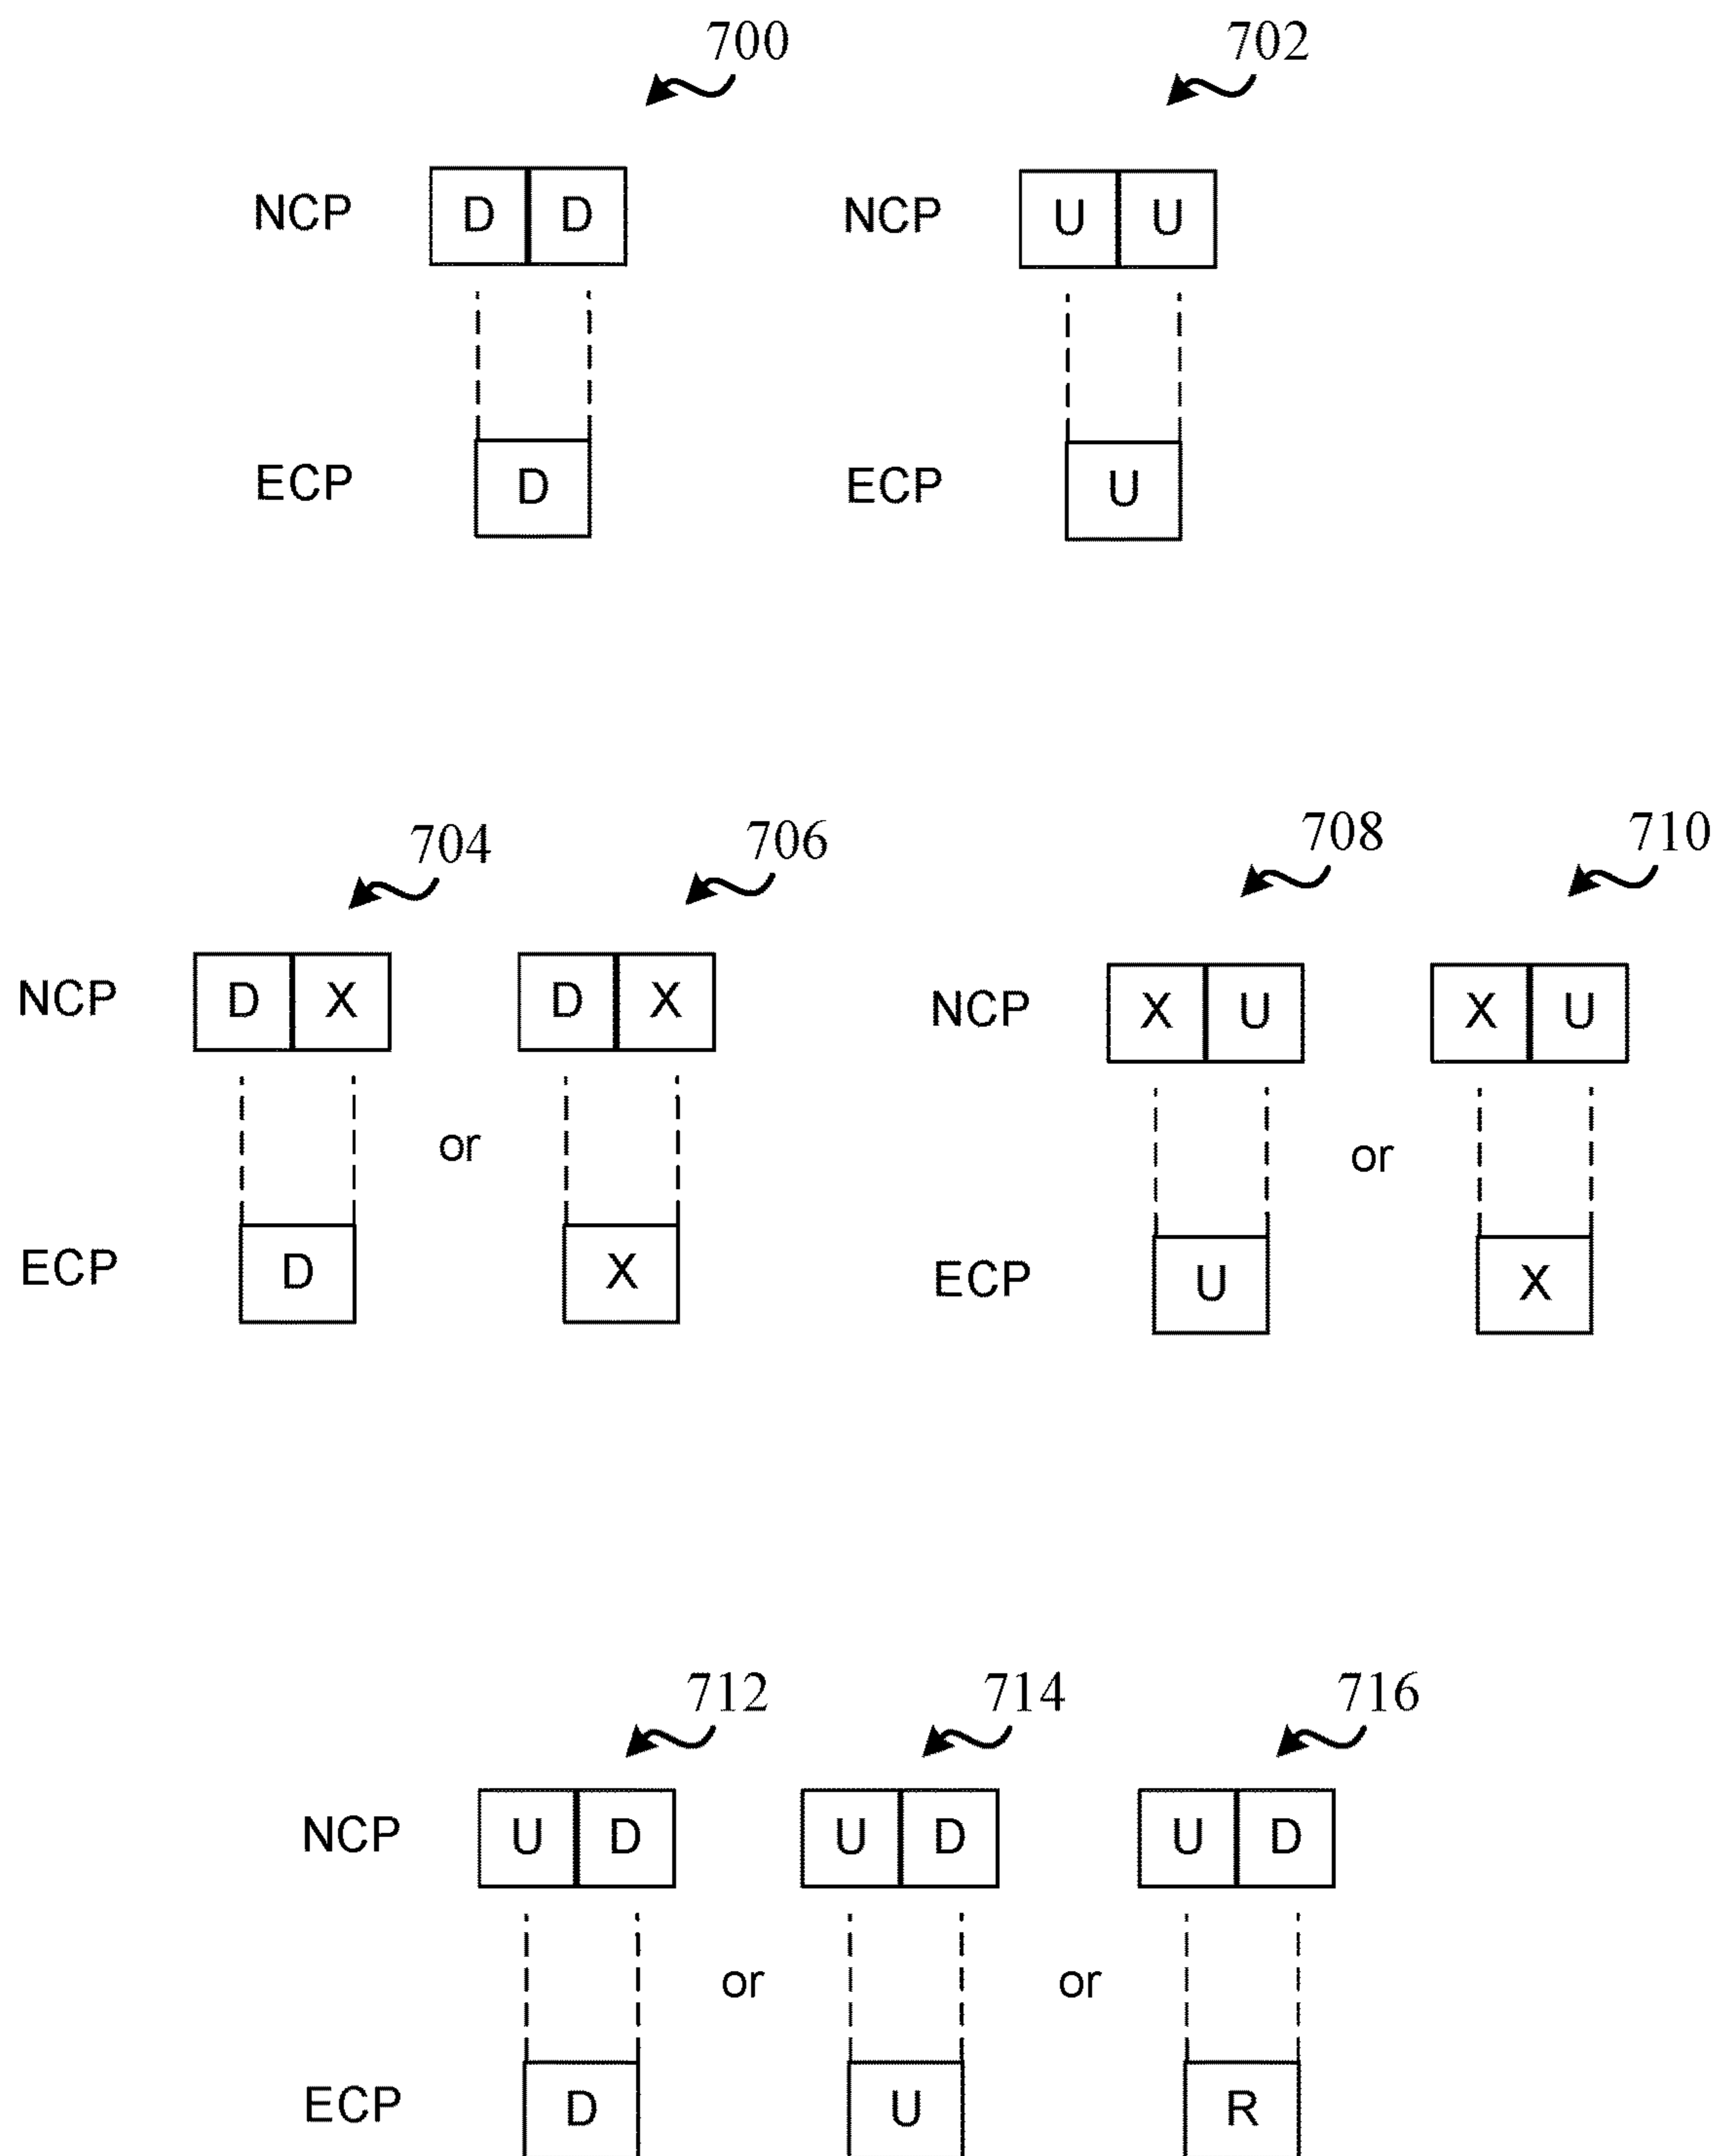 700 702
NCP D D NCP U U
ECP D ECP U
704 706 708 710
NCP D X D X NCP X U X U
or or
ECP D X ECP U X
712 714 716
NCP U D U D U D
or or
ECP D U R